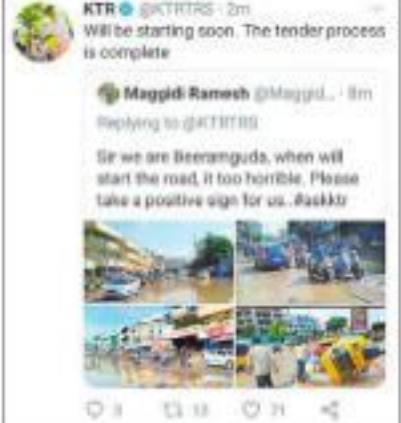 KTR @KTRTRS · 2m
Will be starting soon. The tender process
is complete
Maggidi Ramesh @Maggid... · 8m
Replying to @KTRTRS
Sir we are Beeramguda, when will
start the road, it too horrible. Please
take a positive sign for us..#askktr
3 13 71